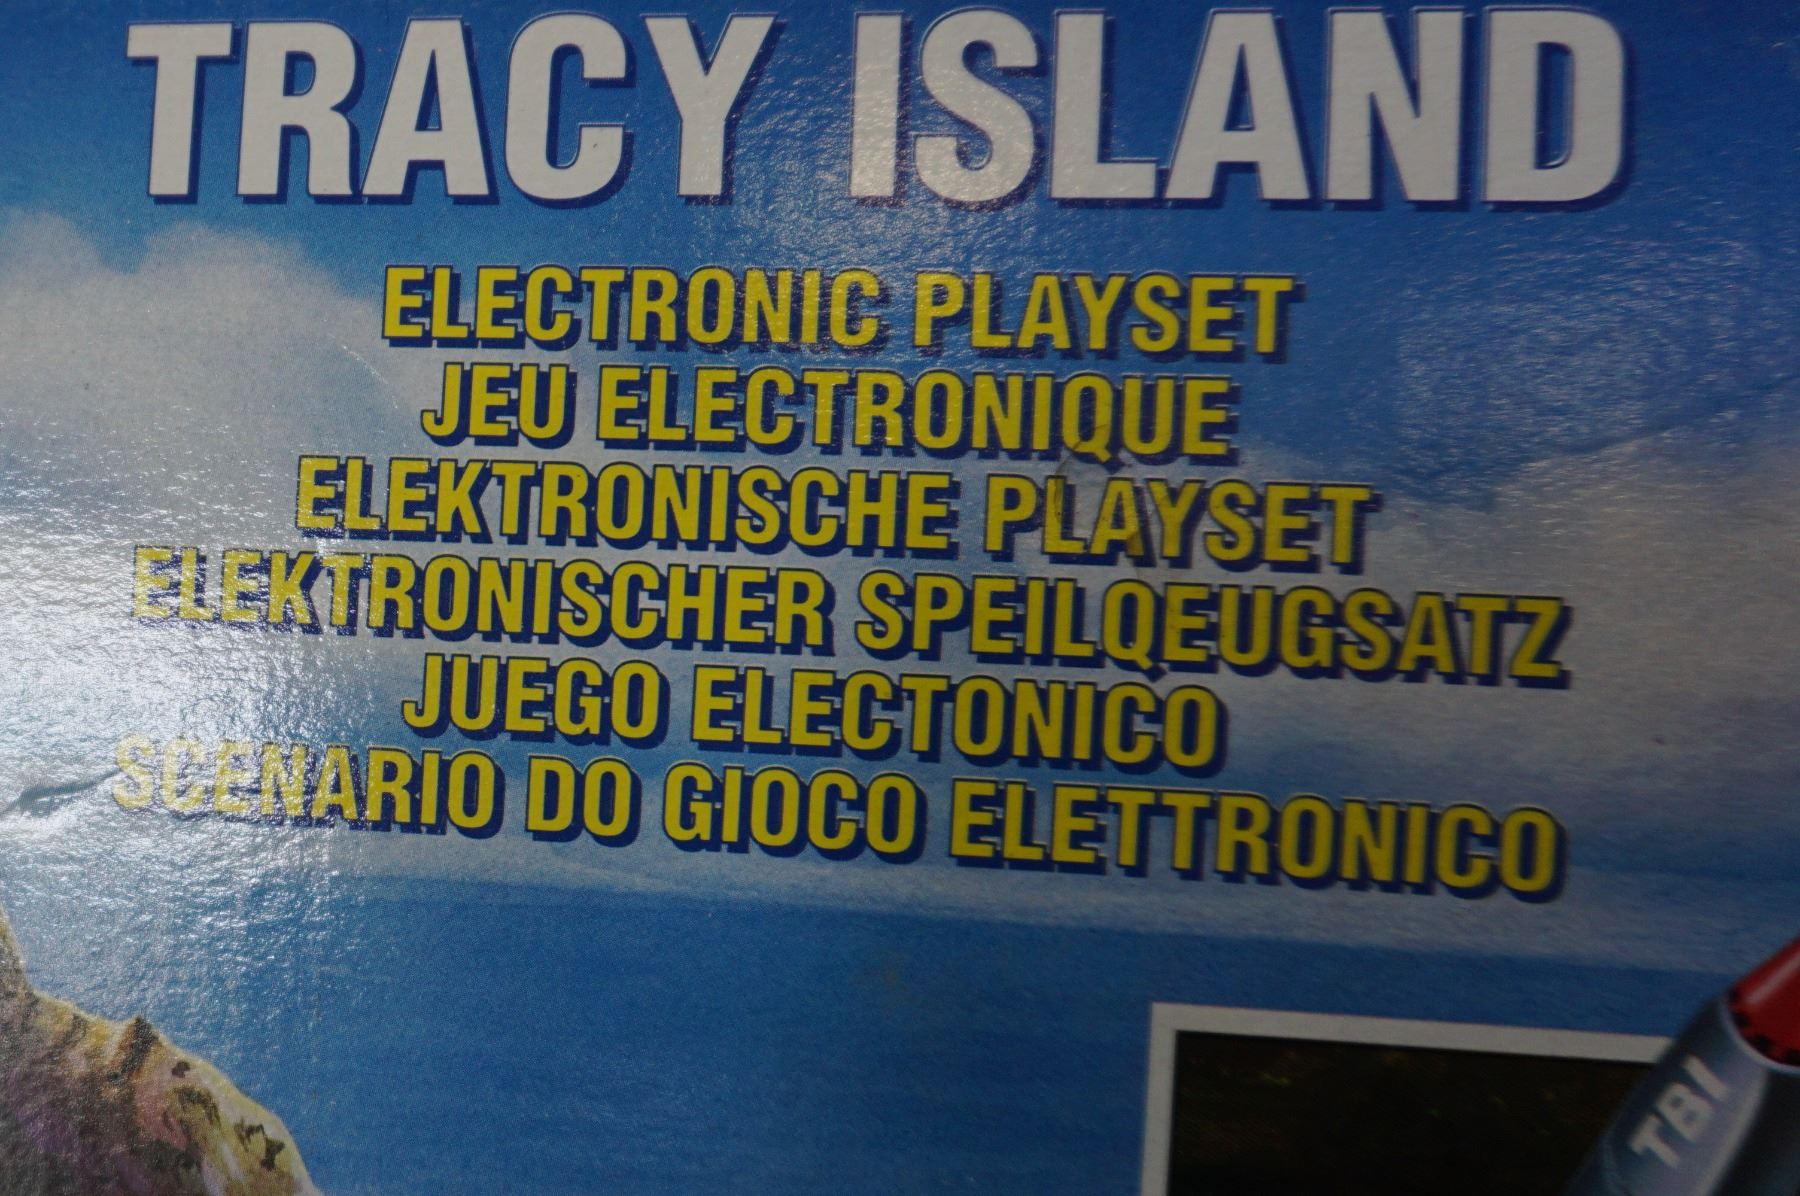 TRACY ISLAND
ELECTRONIC PLAYSET
JEU ELECTRONIQUE
ELEKTRONISCHE PLAYSET
ELEKTRONISCHER SPEILQEUGSATZ
JUEGO ELECTONICO
SCENARIO DO GIOCO ELETTRONICO
TB1